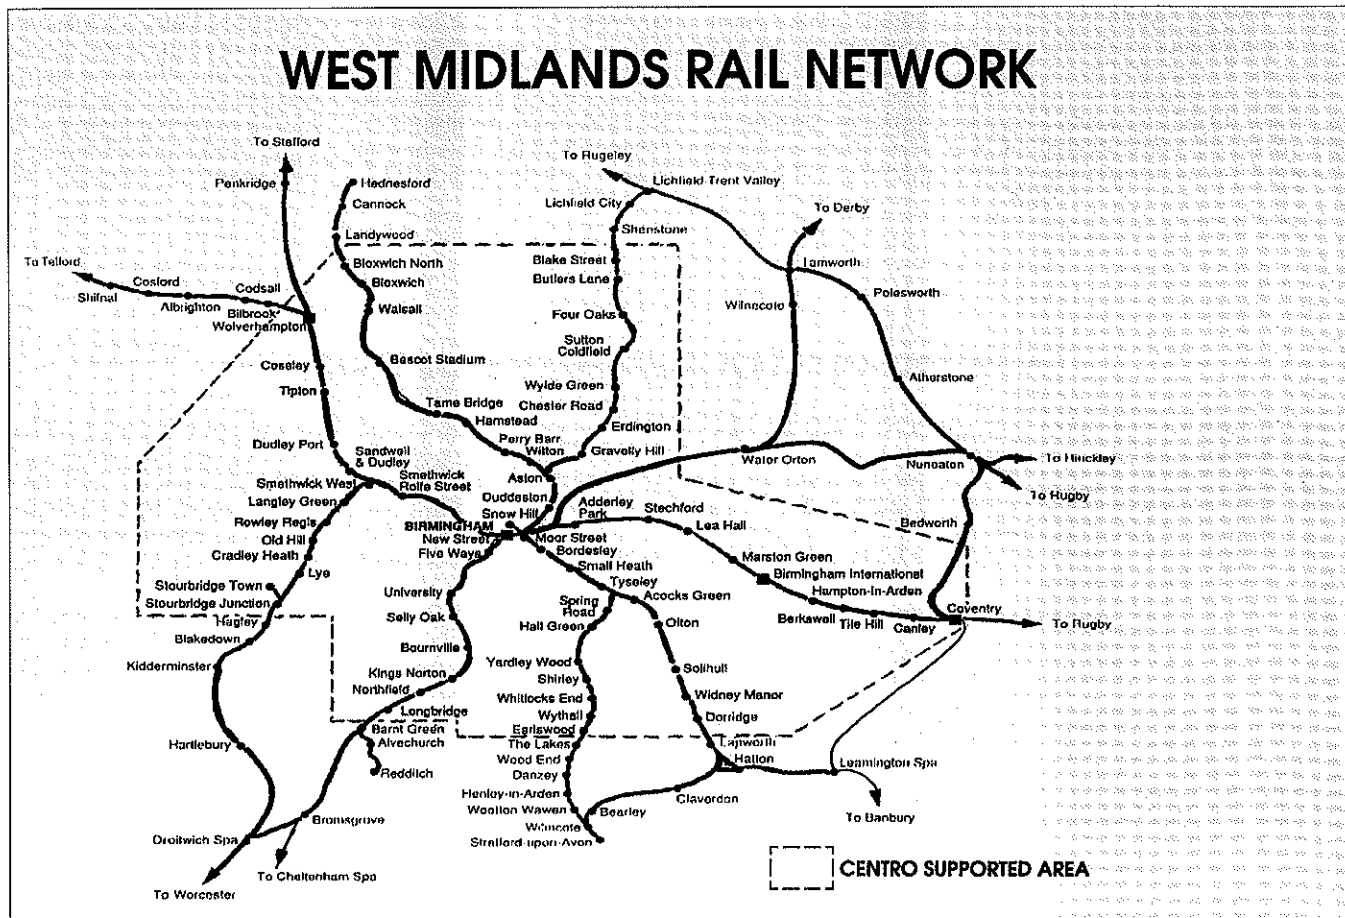 WEST MIDLANDS RAIL NETWORK
To Stafford
Penkridge
Hednesford
Cannock
Landywood
To Rugeley
Lichfield Trent Valley
Lichfield City
Shenstone
To Derby
To Telford
Shifnal
Cosford
Albrighton
Codsall
Bilbrook
Wolverhampton
Bloxwich North
Bloxwich
Walsall
Blake Street
Butlers Lane
Four Oaks
Sutton
Coldfield
Tamworth
Wilnecote
Polesworth
Coseley
Tipton
Bescot Stadium
Wylde Green
Chester Road
Atherstone
Tame Bridge
Hamstead
Erdington
Dudley Port
Perry Barr
Witton
Gravelly Hill
Water Orton
Nuneaton
To Hinckley
To Rugby
Sandwell
& Dudley
Smethwick West
Smethwick
Rolfe Street
Aston
Duddeston
Langley Green
Rowley Regis
Old Hill
Cradley Heath
Lye
Snow Hill
BIRMINGHAM
New Street
Five Ways
Moor Street
Adderley
Park
Stechford
Lea Hall
Bedworth
Bordesley
Small Heath
Tyseley
Acocks Green
Marston Green
Birmingham International
Hampton-in-Arden
Berkswell
Tile Hill
Canley
Coventry
To Rugby
Stourbridge Town
Stourbridge Junction
Hagley
Blakedown
Kidderminster
University
Selly Oak
Bournville
Kings Norton
Northfield
Longbridge
Spring
Road
Hall Green
Olton
Yardley Wood
Shirley
Solihull
Whitlocks End
Widney Manor
Wythall
Dorridge
Earlswood
Barnt Green
Alvechurch
Redditch
Hartlebury
The Lakes
Lapworth
Wood End
Hatton
Danzey
Leamington Spa
Henley-in-Arden
Claverdon
Wootton Wawen
Bearley
To Banbury
Wilmcote
Stratford-upon-Avon
Bromsgrove
Droitwich Spa
To Cheltenham Spa
To Worcester
CENTRO SUPPORTED AREA